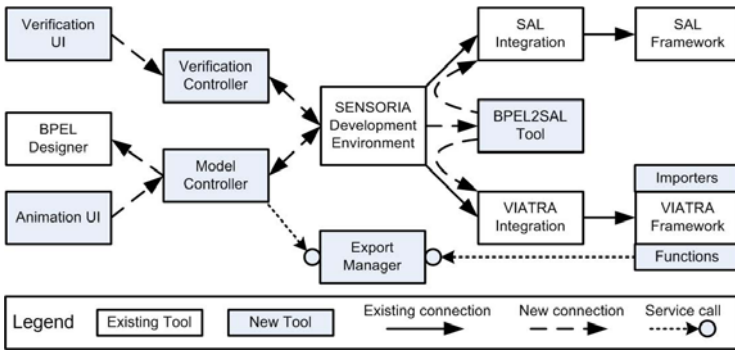 Verification
UI
Verification
Controller
BPEL
Designer
Model
Controller
Animation UI
SENSORIA
Development
Environment
Export
Manager
SAL
Integration
SAL
Framework
BPEL2SAL
Tool
VIATRA
Integration
Importers
VIATRA
Framework
Functions
Legend
Existing Tool
New Tool
Existing connection
New connection
Service call